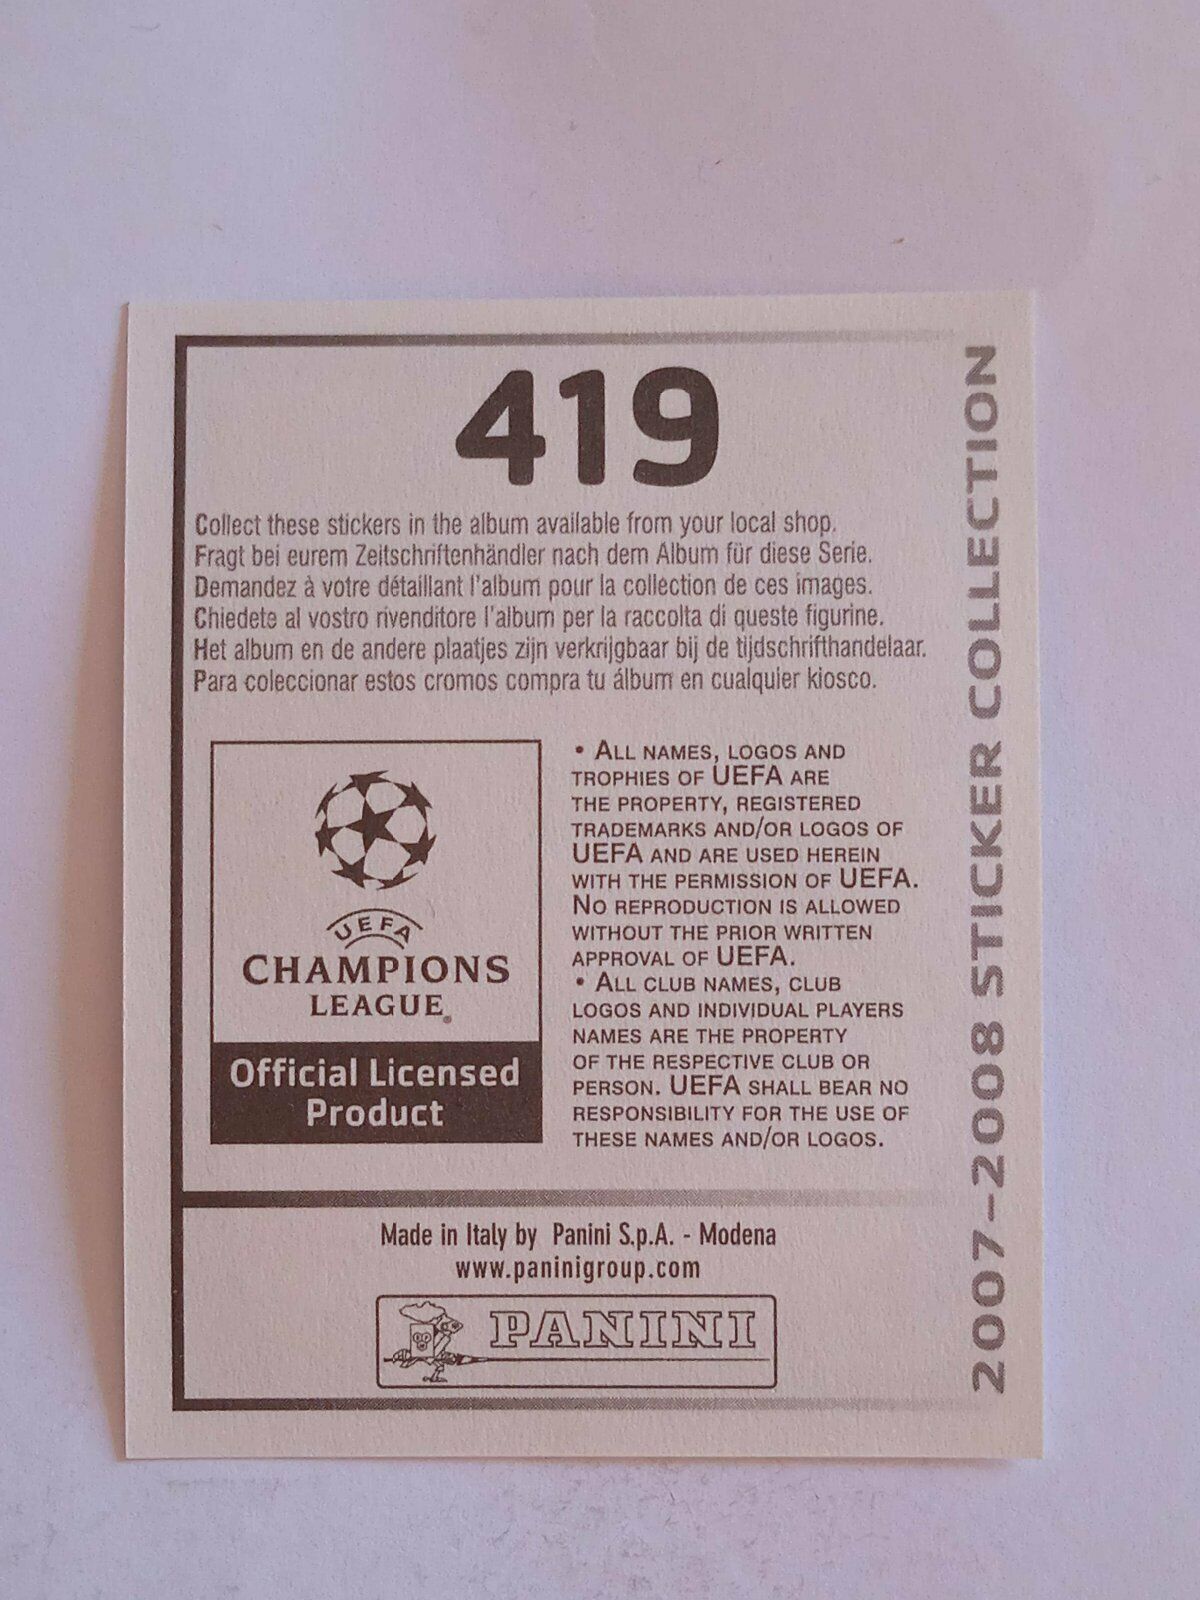 419
Collect these stickers in the album available from your local shop.
Fragt bei eurem Zeitschriftenhändler nach dem Album für diese Serie.
Demandez à votre détaillant l'album pour la collection de ces images.
Chiedete al vostro rivenditore l'album per la raccolta di queste figurine.
Het album en de andere plaatjes zijn verkrijgbaar bij de tijdschrifthandelaar.
Para coleccionar estos cromos compra tu álbum en cualquier kiosco.
UEFA
CHAMPIONS
LEAGUE®
Official Licensed
Product
• ALL NAMES, LOGOS AND
TROPHIES OF UEFA ARE
THE PROPERTY, REGISTERED
TRADEMARKS AND/OR LOGOS OF
UEFA AND ARE USED HEREIN
WITH THE PERMISSION OF UEFA.
NO REPRODUCTION IS ALLOWED
WITHOUT THE PRIOR WRITTEN
APPROVAL OF UEFA.
• ALL CLUB NAMES, CLUB
LOGOS AND INDIVIDUAL PLAYERS
NAMES ARE THE PROPERTY
OF THE RESPECTIVE CLUB OR
PERSON. UEFA SHALL BEAR NO
RESPONSIBILITY FOR THE USE OF
THESE NAMES AND/OR LOGOS.
Made in Italy by Panini S.p.A. - Modena
www.paninigroup.com
PANINI
2007-2008 STICKER COLLECTION